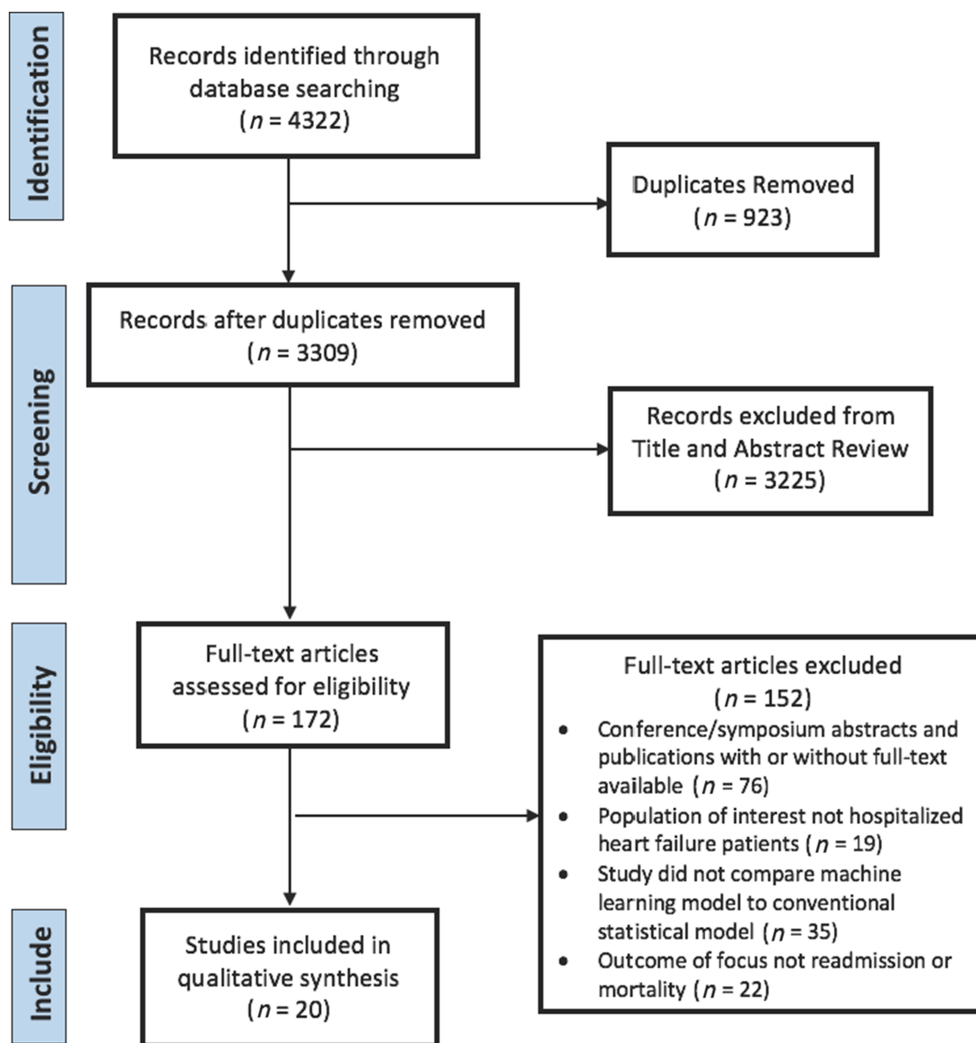 Identification
Records identified through
database searching
(n = 4322)
Duplicates Removed
(n = 923)
Screening
Records after duplicates removed
(n = 3309)
Records excluded from
Title and Abstract Review
(n = 3225)
Eligibility
Full-text articles
assessed for eligibility
(n = 172)
Full-text articles excluded
(n = 152)
• Conference/symposium abstracts and
publications with or without full-text
available (n = 76)
• Population of interest not hospitalized
heart failure patients (n = 19)
• Study did not compare machine
learning model to conventional
statistical model (n = 35)
• Outcome of focus not readmission or
mortality (n = 22)
Include
Studies included in
qualitative synthesis
(n = 20)